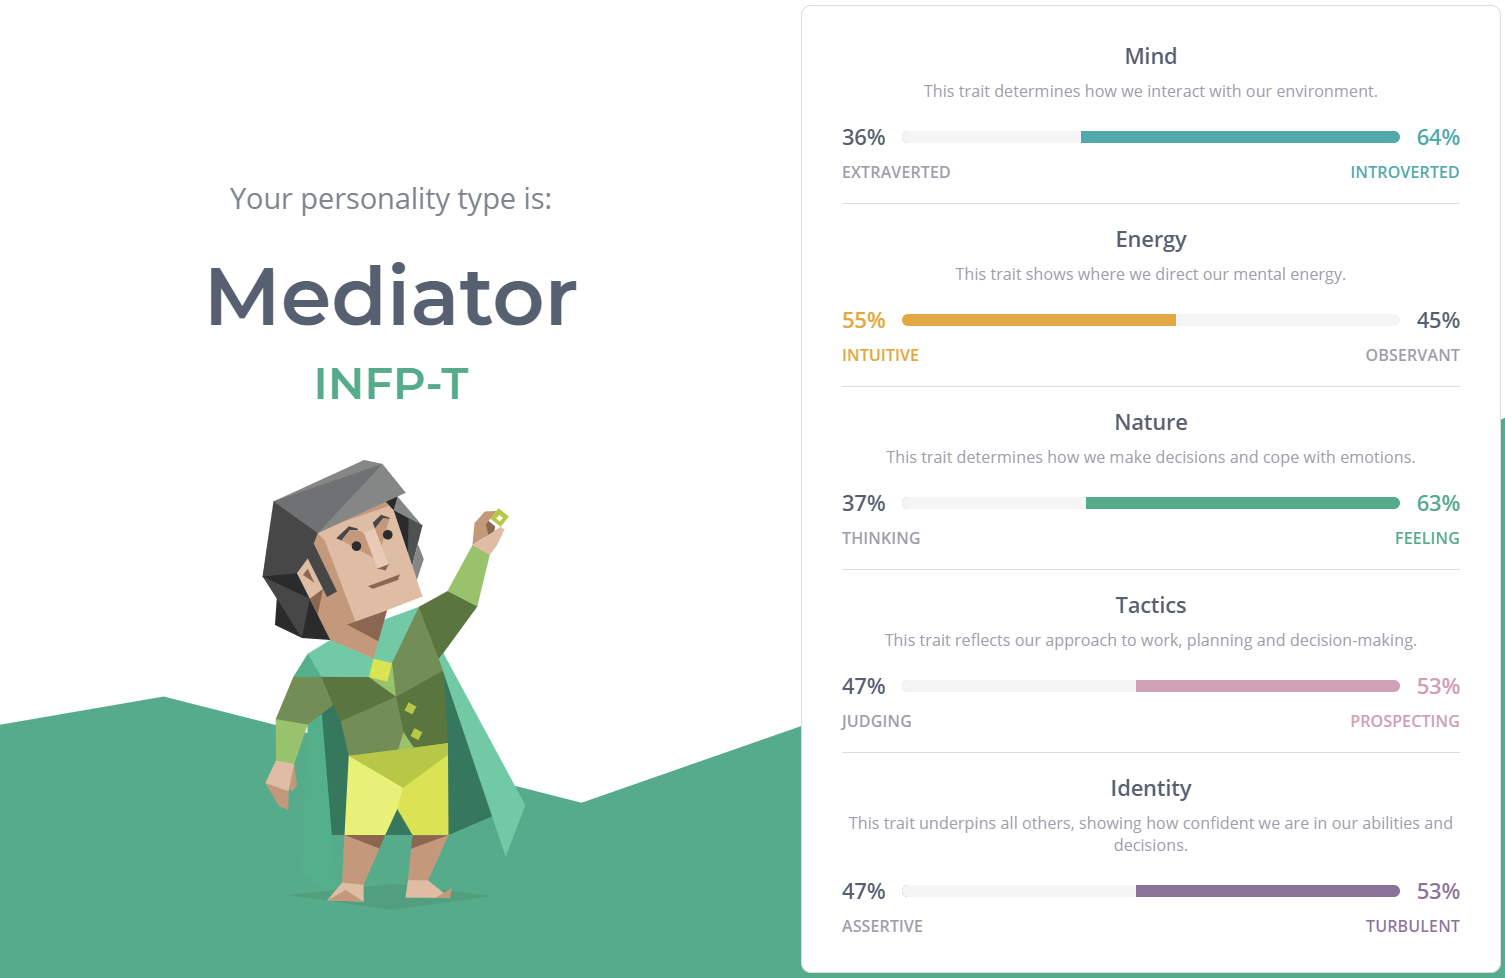 Your personality type is:
Mediator
INFP-T
Mind
This trait determines how we interact with our environment.
36% 64%
EXTRAVERTED INTROVERTED
Energy
This trait shows where we direct our mental energy.
55% 45%
INTUITIVE OBSERVANT
Nature
This trait determines how we make decisions and cope with emotions.
37% 63%
THINKING FEELING
Tactics
This trait reflects our approach to work, planning and decision-making.
47% 53%
JUDGING PROSPECTING
Identity
This trait underpins all others, showing how confident we are in our abilities and
decisions.
47% 53%
ASSERTIVE TURBULENT